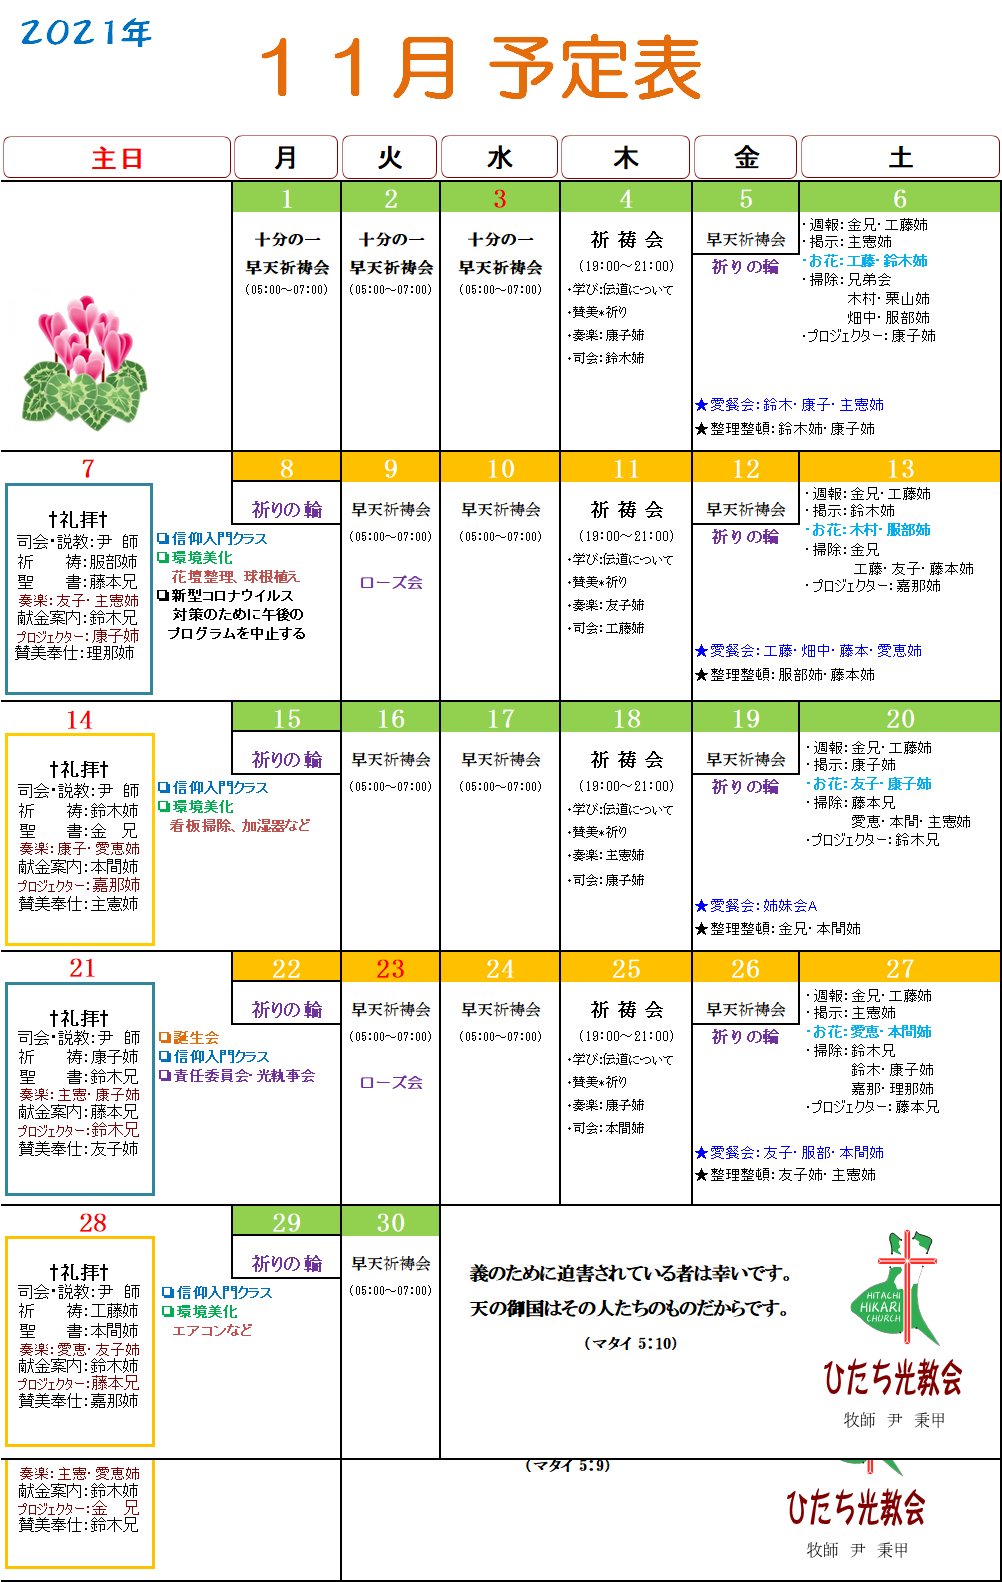 2021年
１１月 予定表
主日 月 火 水 木 金 土
1 2 3 4 5 6
十分の一
早天祈祷会
(05:00～07:00)
十分の一
早天祈祷会
(05:00～07:00)
十分の一
早天祈祷会
(05:00～07:00)
祈 祷 会
(19:00～21:00)
・学び:伝道について
・賛美*祈り
・奏楽:康子姉
・司会:鈴木姉
早天祈祷会
祈りの輪
・週報:金兄・工藤姉
・掲示:主憲姉
・お花:工藤・鈴木姉
・掃除:兄弟会
木村・栗山姉
畑中・服部姉
・プロジェクター:康子姉
★愛餐会:鈴木・康子・主憲姉
★整理整頓:鈴木姉・康子姉
7 8 9 10 11 12 13
✝礼拝✝
司会・説教:尹 師
祈 祷:服部姉
聖 書:藤本兄
奏楽:友子・主憲姉
献金案内:鈴木兄
プロジェクター:康子姉
賛美奉仕:理那姉
❏信仰入門クラス
❏環境美化
花壇整理、球根植え
❏新型コロナウイルス
対策のために午後の
プログラムを中止する
祈りの輪
早天祈祷会
(05:00～07:00)
ローズ会
早天祈祷会
(05:00～07:00)
祈 祷 会
(19:00～21:00)
・学び:伝道について
・賛美*祈り
・奏楽:友子姉
・司会:工藤姉
早天祈祷会
祈りの輪
・週報:金兄・工藤姉
・掲示:鈴木姉
・お花:木村・服部姉
・掃除:金兄
工藤・友子・藤本姉
・プロジェクター:嘉那姉
★愛餐会:工藤・畑中・藤本・愛恵姉
★整理整頓:服部姉・藤本姉
14 15 16 17 18 19 20
✝礼拝✝
司会・説教:尹 師
祈 祷:鈴木姉
聖 書:金 兄
奏楽:康子・愛恵姉
献金案内:本間姉
プロジェクター:嘉那姉
賛美奉仕:主憲姉
❏信仰入門クラス
❏環境美化
看板掃除、加湿器など
祈りの輪
早天祈祷会
(05:00～07:00)
早天祈祷会
(05:00～07:00)
祈 祷 会
(19:00～21:00)
・学び:伝道について
・賛美*祈り
・奏楽:主憲姉
・司会:康子姉
早天祈祷会
祈りの輪
・週報:金兄・工藤姉
・掲示:康子姉
・お花:友子・康子姉
・掃除:藤本兄
愛恵・本間・主憲姉
・プロジェクター:鈴木兄
★愛餐会:姉妹会A
★整理整頓:金兄・本間姉
21 22 23 24 25 26 27
✝礼拝✝
司会・説教:尹 師
祈 祷:康子姉
聖 書:鈴木兄
奏楽:主憲・康子姉
献金案内:藤本兄
プロジェクター:鈴木兄
賛美奉仕:友子姉
❏誕生会
❏信仰入門クラス
❏責任委員会・光執事会
祈りの輪
早天祈祷会
(05:00～07:00)
ローズ会
早天祈祷会
(05:00～07:00)
祈 祷 会
(19:00～21:00)
・学び:伝道について
・賛美*祈り
・奏楽:康子姉
・司会:本間姉
早天祈祷会
祈りの輪
・週報:金兄・工藤姉
・掲示:主憲姉
・お花:愛恵・本間姉
・掃除:鈴木兄
鈴木・康子姉
嘉那・理那姉
・プロジェクター:藤本兄
★愛餐会:友子・服部・本間姉
★整理整頓:友子姉・主憲姉
28 29 30
✝礼拝✝
司会・説教:尹 師
祈 祷:工藤姉
聖 書:本間姉
奏楽:愛恵・友子姉
献金案内:鈴木姉
プロジェクター:藤本兄
賛美奉仕:嘉那姉
❏信仰入門クラス
❏環境美化
エアコンなど
祈りの輪
早天祈祷会
(05:00～07:00)
義のために迫害されている者は幸いです。
天の御国はその人たちのものだからです。
(マタイ 5:10)
HITACHI
HIKARI
CHURCH
ひたち光教会
牧師 尹 秉甲
奏楽:主憲・愛恵姉
献金案内:鈴木姉
プロジェクター:金 兄
賛美奉仕:鈴木兄
(マタイ 5:9)
ひたち光教会
牧師 尹 秉甲